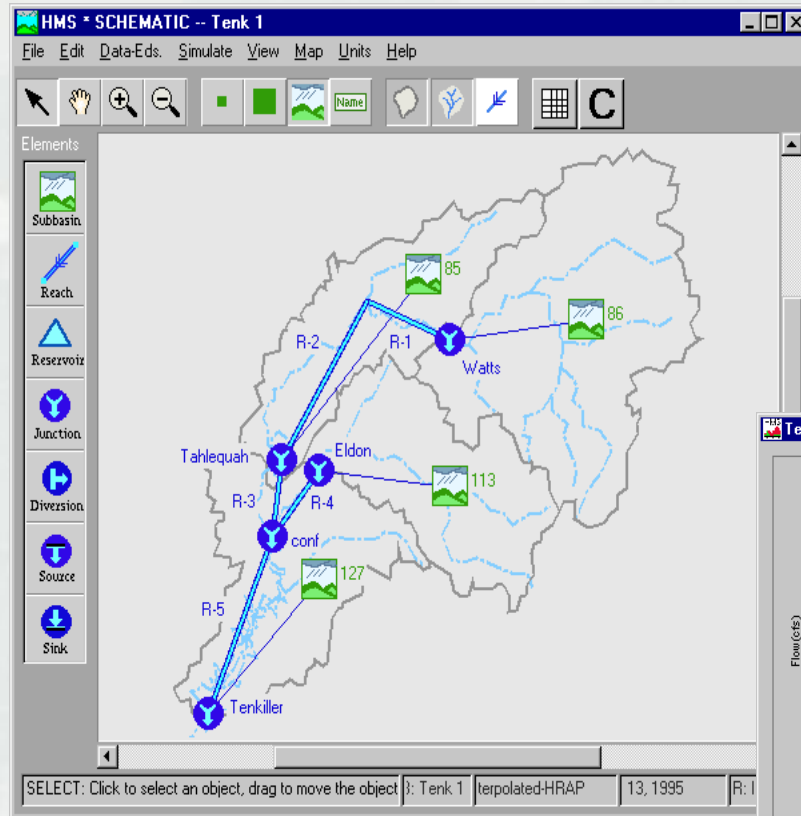 HMS * SCHEMATIC -- Tenk 1
File Edit Data-Eds. Simulate View Map Units Help
Name
C
Elements
Subbasin
Reach
Reservoir
Junction
Diversion
Source
Sink
85
86
R-2
R-1
Watts
Tahlequah
Eldon
113
R-3
R-4
conf
127
R-5
Tenkiller
HMS
Te
Flow(cfs)
SELECT: Click to select an object, drag to move the object
: Tenk 1
terpolated-HRAP
13, 1995
R: I